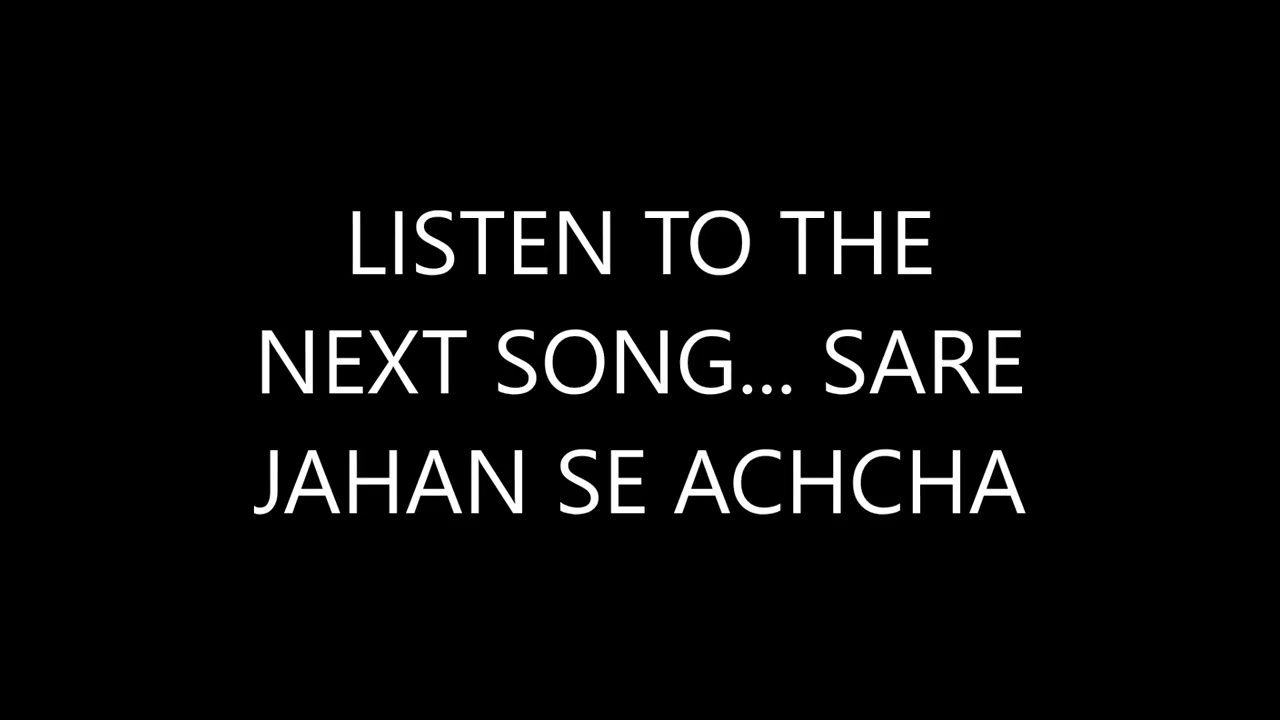 LISTEN TO THE
NEXT SONG... SARE
JAHAN SE ACHCHA